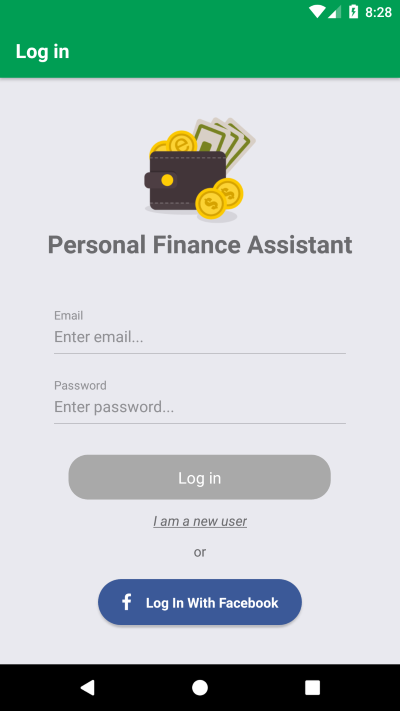 8:28
Log in
Personal Finance Assistant
Email
Enter email...
Password
Enter password...
Log in
I am a new user
or
f Log In With Facebook